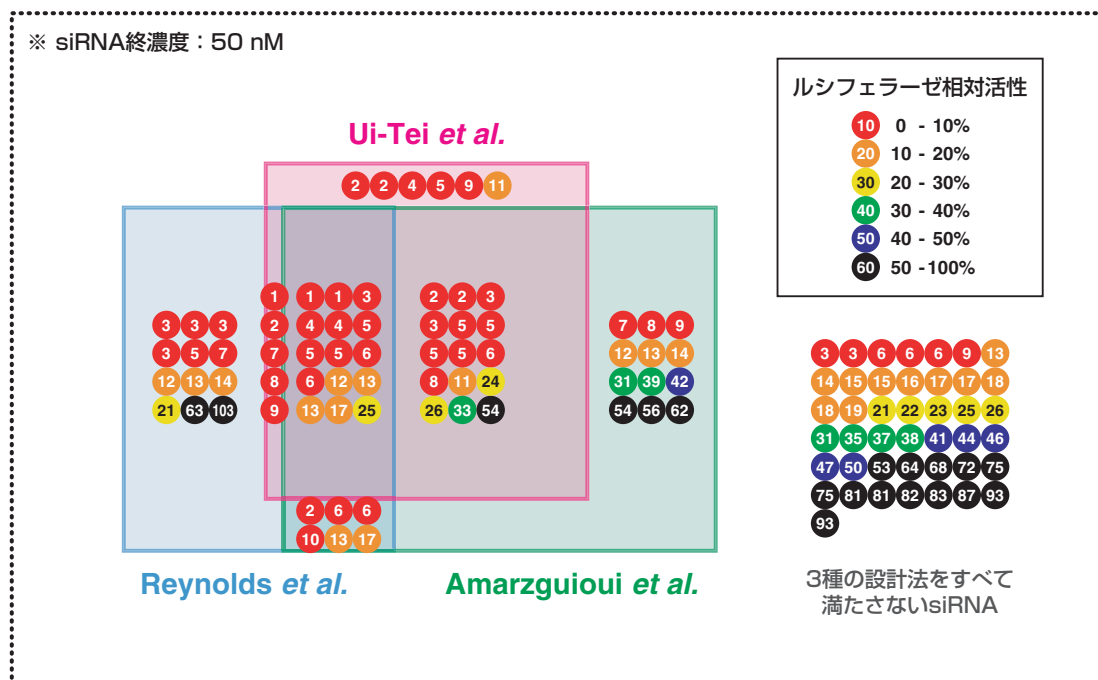 ※ siRNA終濃度：50 nM
ルシフェラーゼ相対活性
10 0 - 10%
20 10 - 20%
30 20 - 30%
40 30 - 40%
50 40 - 50%
60 50 -100%
Ui-Tei et al.
2 2 4 5 9 11
1 1 1 3
2 4 4 5
7 5 5 6
8 6 12 13
9 13 17 25
2 2 3
3 5 5
5 5 6
8 11 24
26 33 54
3 3 3
3 5 7
12 13 14
21 63 103
7 8 9
12 13 14
31 39 42
54 56 62
2 6 6
10 13 17
Reynolds et al.
Amarzguioui et al.
3 3 6 6 6 9 13
14 15 15 16 17 17 18
18 19 21 22 23 25 26
31 35 37 38 41 44 46
47 50 53 64 68 72 75
75 81 81 82 83 87 93
93
3種の設計法をすべて
満たさないsiRNA